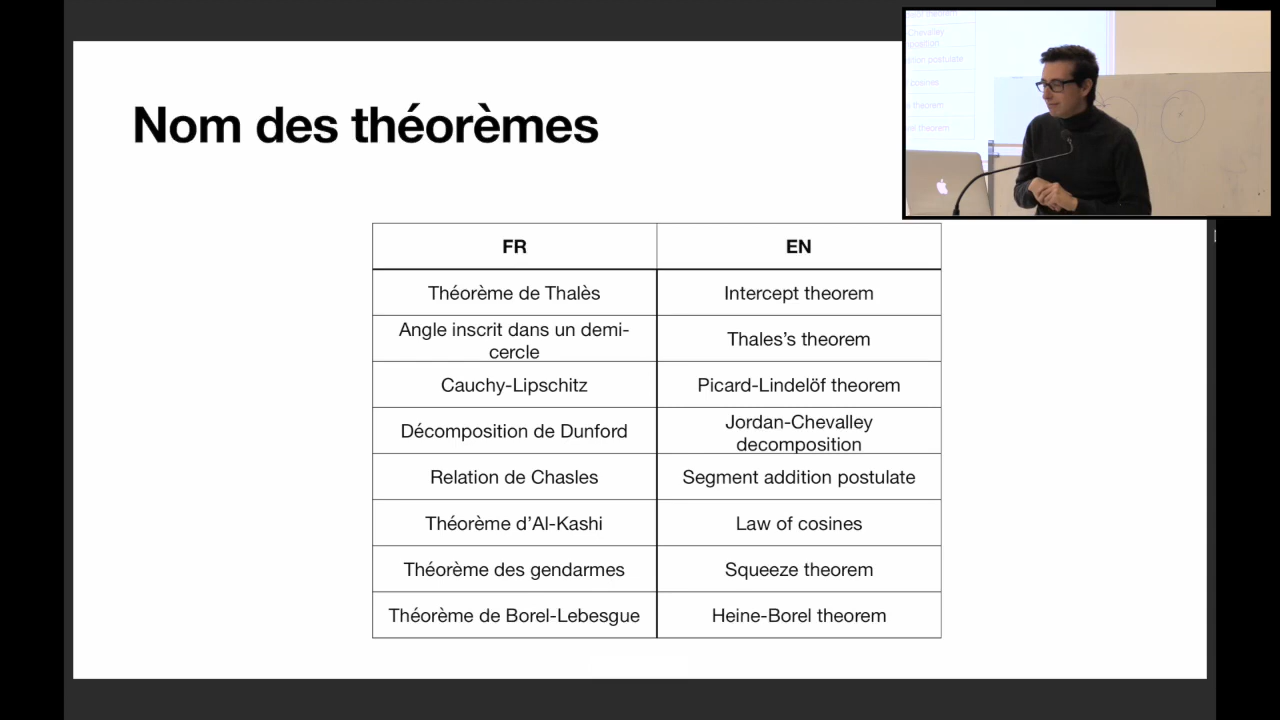 Nom des théorèmes
FR
EN
Théorème de Thalès
Intercept theorem
Angle inscrit dans un demi-
cercle
Thales's theorem
Cauchy-Lipschitz
Picard-Lindelöf theorem
Décomposition de Dunford
Jordan-Chevalley
decomposition
Relation de Chasles
Segment addition postulate
Théorème d'Al-Kashi
Law of cosines
Théorème des gendarmes
Squeeze theorem
Théorème de Borel-Lebesgue
Heine-Borel theorem